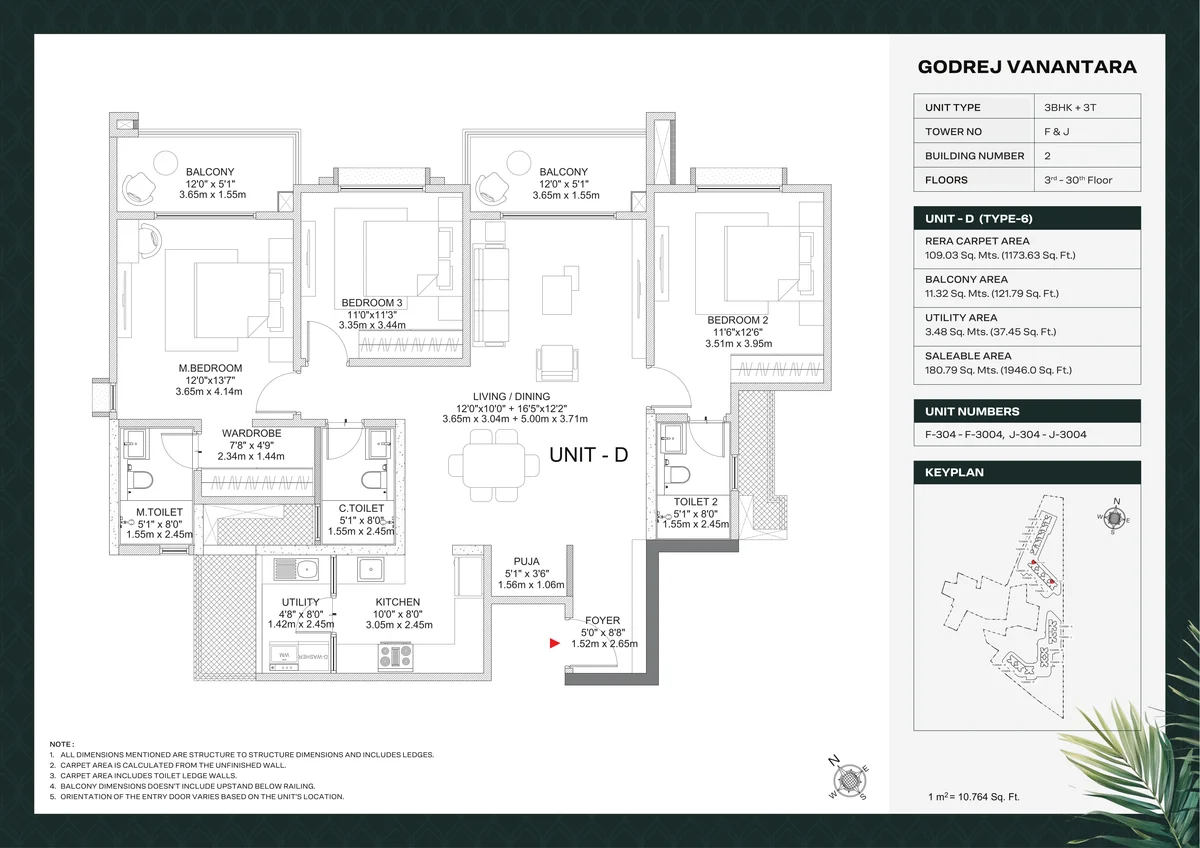 GODREJ VANANTARA
UNIT TYPE 3BHK + 3T
TOWER NO F & J
BUILDING NUMBER 2
FLOORS 3rd - 30th Floor
UNIT - D (TYPE-6)
RERA CARPET AREA
109.03 Sq. Mts. (1173.63 Sq. Ft.)
BALCONY AREA
11.32 Sq. Mts. (121.79 Sq. Ft.)
UTILITY AREA
3.48 Sq. Mts. (37.45 Sq. Ft.)
SALEABLE AREA
180.79 Sq. Mts. (1946.0 Sq. Ft.)
UNIT NUMBERS
F-304 - F-3004, J-304 - J-3004
KEYPLAN
N
W E
S
1 m2 = 10.764 Sq. Ft.
BALCONY
12'0" x 5'1"
3.65m x 1.55m
BALCONY
12'0" x 5'1"
3.65m x 1.55m
BEDROOM 3
11'0"x11'3"
3.35m x 3.44m
BEDROOM 2
11'6"x12'6"
3.51m x 3.95m
M.BEDROOM
12'0"x13'7"
3.65m x 4.14m
LIVING / DINING
12'0"x10'0" + 16'5"x12'2"
3.65m x 3.04m + 5.00m x 3.71m
UNIT - D
WARDROBE
7'8" x 4'9"
2.34m x 1.44m
M.TOILET
5'1" x 8'0"
1.55m x 2.45m
C.TOILET
5'1" x 8'0"
1.55m x 2.45m
TOILET 2
5'1" x 8'0"
1.55m x 2.45m
PUJA
5'1" x 3'6"
1.56m x 1.06m
UTILITY
4'8" x 8'0"
1.42m x 2.45m
KITCHEN
10'0" x 8'0"
3.05m x 2.45m
FOYER
5'0" x 8'8"
1.52m x 2.65m
WM
D-WASHER
NOTE :
1. ALL DIMENSIONS MENTIONED ARE STRUCTURE TO STRUCTURE DIMENSIONS AND INCLUDES LEDGES.
2. CARPET AREA IS CALCULATED FROM THE UNFINISHED WALL.
3. CARPET AREA INCLUDES TOILET LEDGE WALLS.
4. BALCONY DIMENSIONS DOESN'T INCLUDE UPSTAND BELOW RAILING.
5. ORIENTATION OF THE ENTRY DOOR VARIES BASED ON THE UNIT'S LOCATION.
N
E
W
S